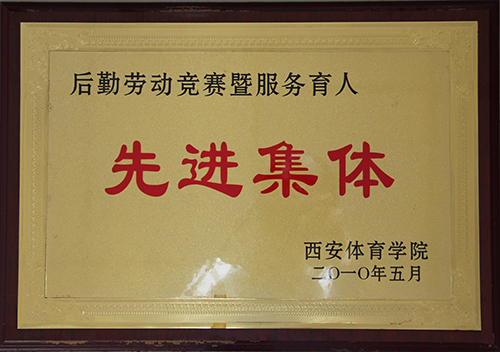 后勤劳动竞赛暨服务育人
先进集体
西安体育学院
二〇一〇年五月